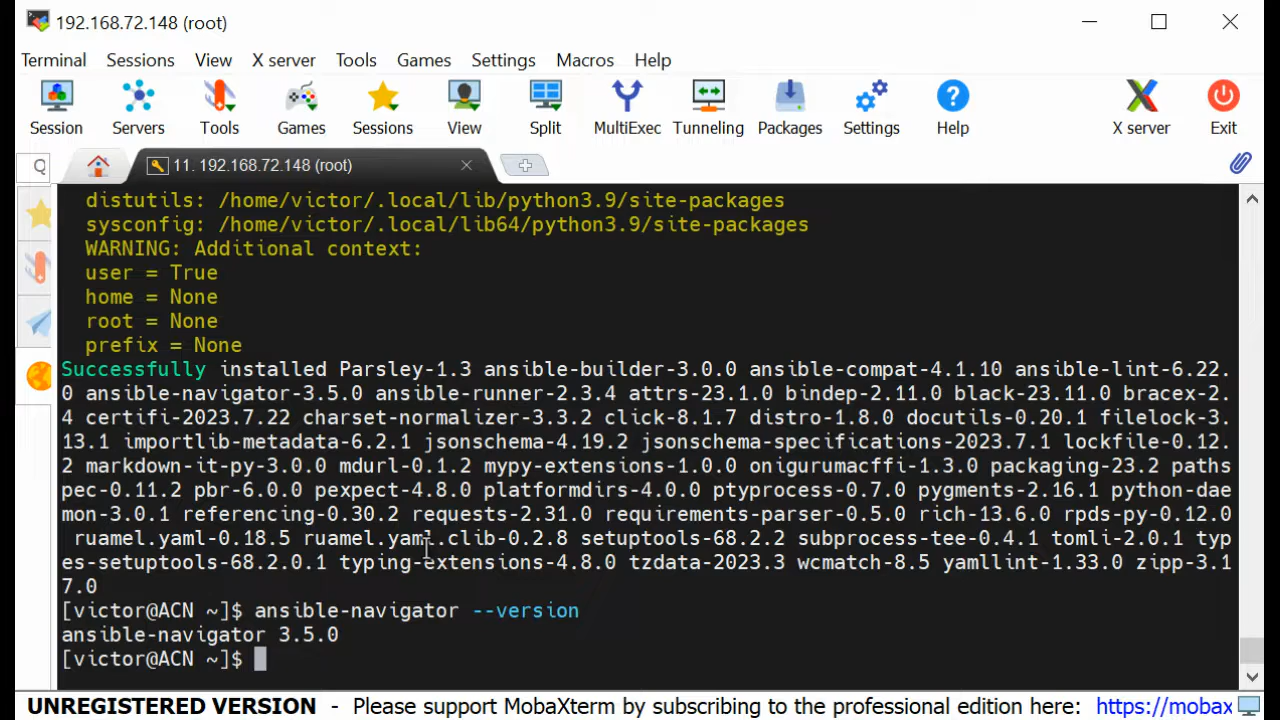 192.168.72.148 (root)
Terminal Sessions View X server Tools Games Settings Macros Help
Session Servers Tools Games Sessions View Split MultiExec Tunneling Packages Settings Help X server Exit
11. 192.168.72.148 (root)
distutils: /home/victor/.local/lib/python3.9/site-packages
sysconfig: /home/victor/.local/lib64/python3.9/site-packages
WARNING: Additional context:
user = True
home = None
root = None
prefix = None
Successfully installed Parsley-1.3 ansible-builder-3.0.0 ansible-compat-4.1.10 ansible-lint-6.22.
0 ansible-navigator-3.5.0 ansible-runner-2.3.4 attrs-23.1.0 bindep-2.11.0 black-23.11.0 bracex-2.
4 certifi-2023.7.22 charset-normalizer-3.3.2 click-8.1.7 distro-1.8.0 docutils-0.20.1 filelock-3.
13.1 importlib-metadata-6.2.1 jsonschema-4.19.2 jsonschema-specifications-2023.7.1 lockfile-0.12.
2 markdown-it-py-3.0.0 mdurl-0.1.2 mypy-extensions-1.0.0 onigurumacffi-1.3.0 packaging-23.2 paths
pec-0.11.2 pbr-6.0.0 pexpect-4.8.0 platformdirs-4.0.0 ptyprocess-0.7.0 pygments-2.16.1 python-dae
mon-3.0.1 referencing-0.30.2 requests-2.31.0 requirements-parser-0.5.0 rich-13.6.0 rpds-py-0.12.0
ruamel.yaml-0.18.5 ruamel.yaml.clib-0.2.8 setuptools-68.2.2 subprocess-tee-0.4.1 tomli-2.0.1 typ
es-setuptools-68.2.0.1 typing-extensions-4.8.0 tzdata-2023.3 wcmatch-8.5 yamllint-1.33.0 zipp-3.1
7.0
[victor@ACN ~]$ ansible-navigator --version
ansible-navigator 3.5.0
[victor@ACN ~]$
UNREGISTERED VERSION - Please support MobaXterm by subscribing to the professional edition here: https://mobax